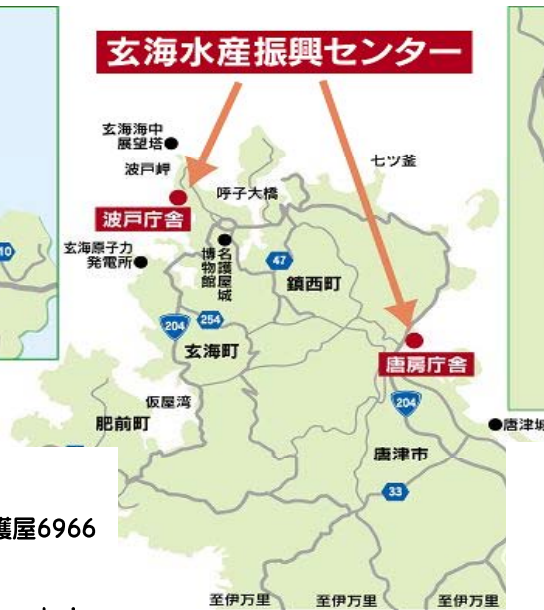 玄海水産振興センター
玄海海中
展望塔
波戸岬
呼子大橋
七ツ釜
波戸庁舎
10
玄海原子力
発電所
名護屋城
博物館
47
鎮西町
204
254
玄海町
唐房庁舎
仮屋湾
204
肥前町
唐津城
唐津市
33
護屋6966
至伊万里
至伊万里
至伊万里